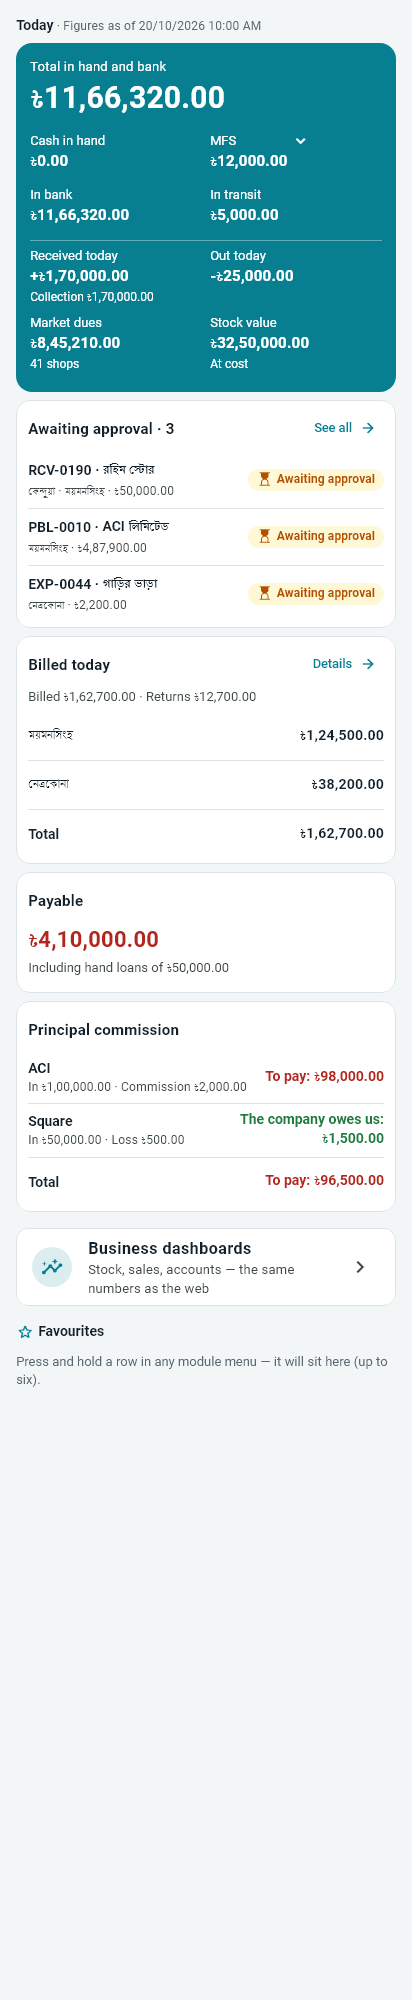 Today · Figures as of 20/10/2026 10:00 AM
Total in hand and bank
৳11,66,320.00
Cash in hand
৳0.00
MFS
৳12,000.00
In bank
৳11,66,320.00
In transit
৳5,000.00
Received today
+৳1,70,000.00
Collection ৳1,70,000.00
Out today
-৳25,000.00
Market dues
৳8,45,210.00
41 shops
Stock value
৳32,50,000.00
At cost
Awaiting approval · 3
See all
RCV-0190 · রহিম স্টোর
কেন্দুয়া · ময়মনসিংহ · ৳50,000.00
Awaiting approval
PBL-0010 · ACI লিমিটেড
ময়মনসিংহ · ৳4,87,900.00
Awaiting approval
EXP-0044 · গাড়ির ভাড়া
নেত্রকোনা · ৳2,200.00
Awaiting approval
Billed today
Details
Billed ৳1,62,700.00 · Returns ৳12,700.00
ময়মনসিংহ
৳1,24,500.00
নেত্রকোনা
৳38,200.00
Total
৳1,62,700.00
Payable
৳4,10,000.00
Including hand loans of ৳50,000.00
Principal commission
ACI
In ৳1,00,000.00 · Commission ৳2,000.00
To pay: ৳98,000.00
Square
In ৳50,000.00 · Loss ৳500.00
The company owes us:
৳1,500.00
Total
To pay: ৳96,500.00
Business dashboards
Stock, sales, accounts — the same
numbers as the web
Favourites
Press and hold a row in any module menu — it will sit here (up to
six).